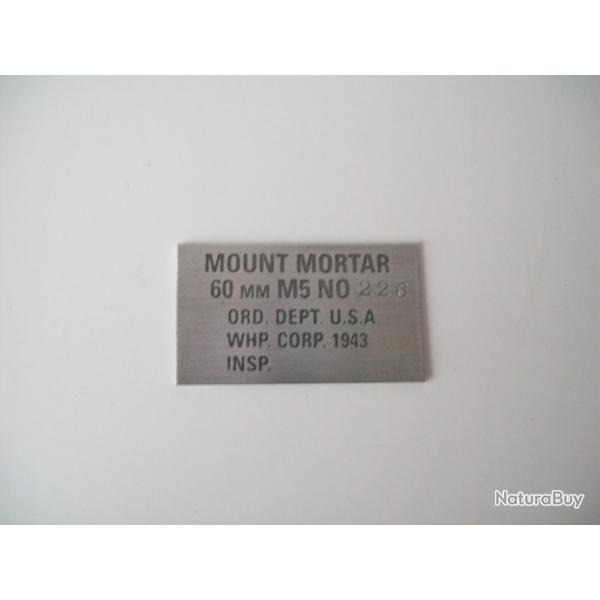 MOUNT MORTAR
60 MM M5 NO 226
ORD. DEPT. U.S.A
WHP. CORP. 1943
INSP.
NaturaBuy